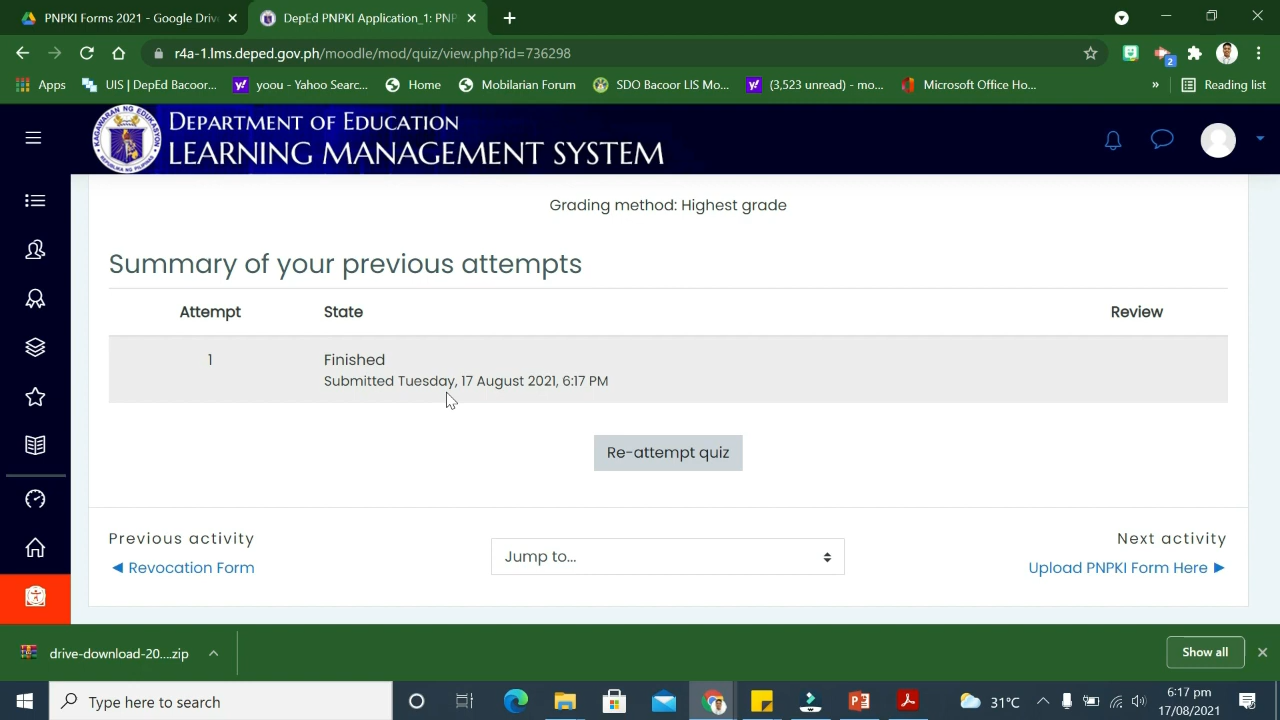 PNPKI Forms 2021 - Google Driv
DepEd PNPKI Application_1: PNP
r4a-1.lms.deped.gov.ph/moodle/mod/quiz/view.php?id=736298
2
Apps
UIS | DepEd Bacoor...
yoou - Yahoo Searc...
Home
Mobilarian Forum
SDO Bacoor LIS Mo...
(3,523 unread) - mo...
Microsoft Office Ho...
»
Reading list
DEPARTMENT OF EDUCATION
LEARNING MANAGEMENT SYSTEM
Grading method: Highest grade
Summary of your previous attempts
Attempt State Review
1 Finished
Submitted Tuesday, 17 August 2021, 6:17 PM
Re-attempt quiz
Previous activity
Next activity
◄ Revocation Form
Jump to...
Upload PNPKI Form Here ►
drive-download-20....zip
Show all
Type here to search
31°C
6:17 pm
17/08/2021